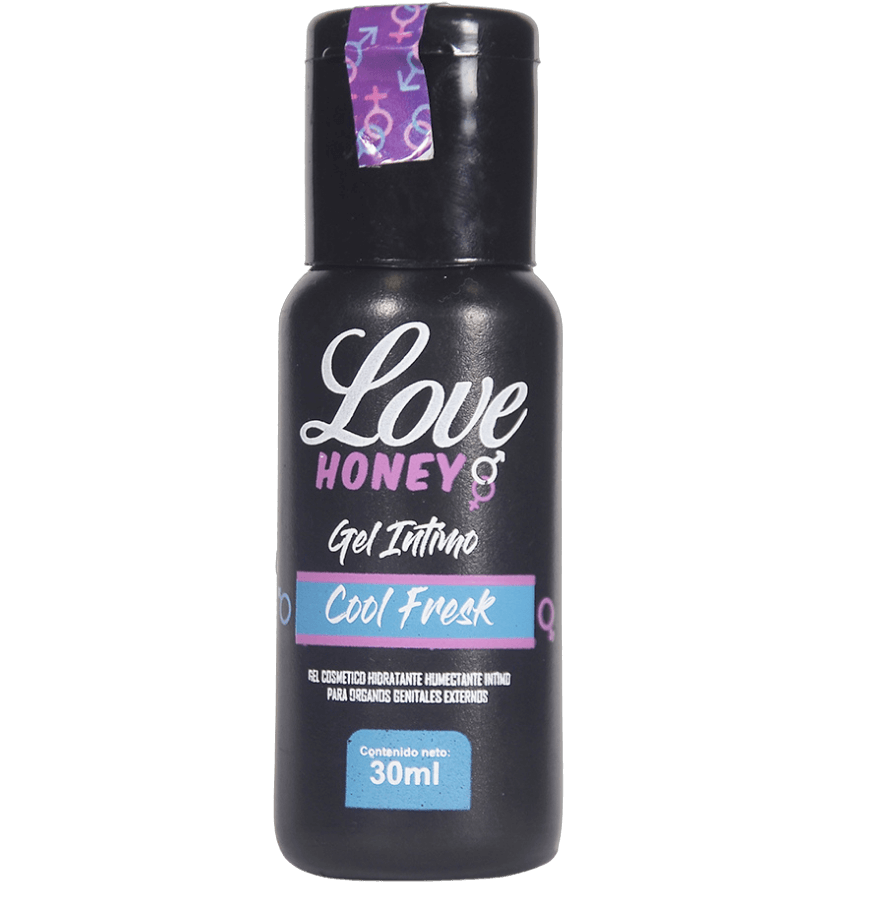 Love
HONEY
Gel Intimo
Cool Fresk
GEL COSMETICO HIDRATANTE HUMECTANTE INTIMO
PARA ORGANOS GENITALES EXTERNOS
Contenido neto:
30ml